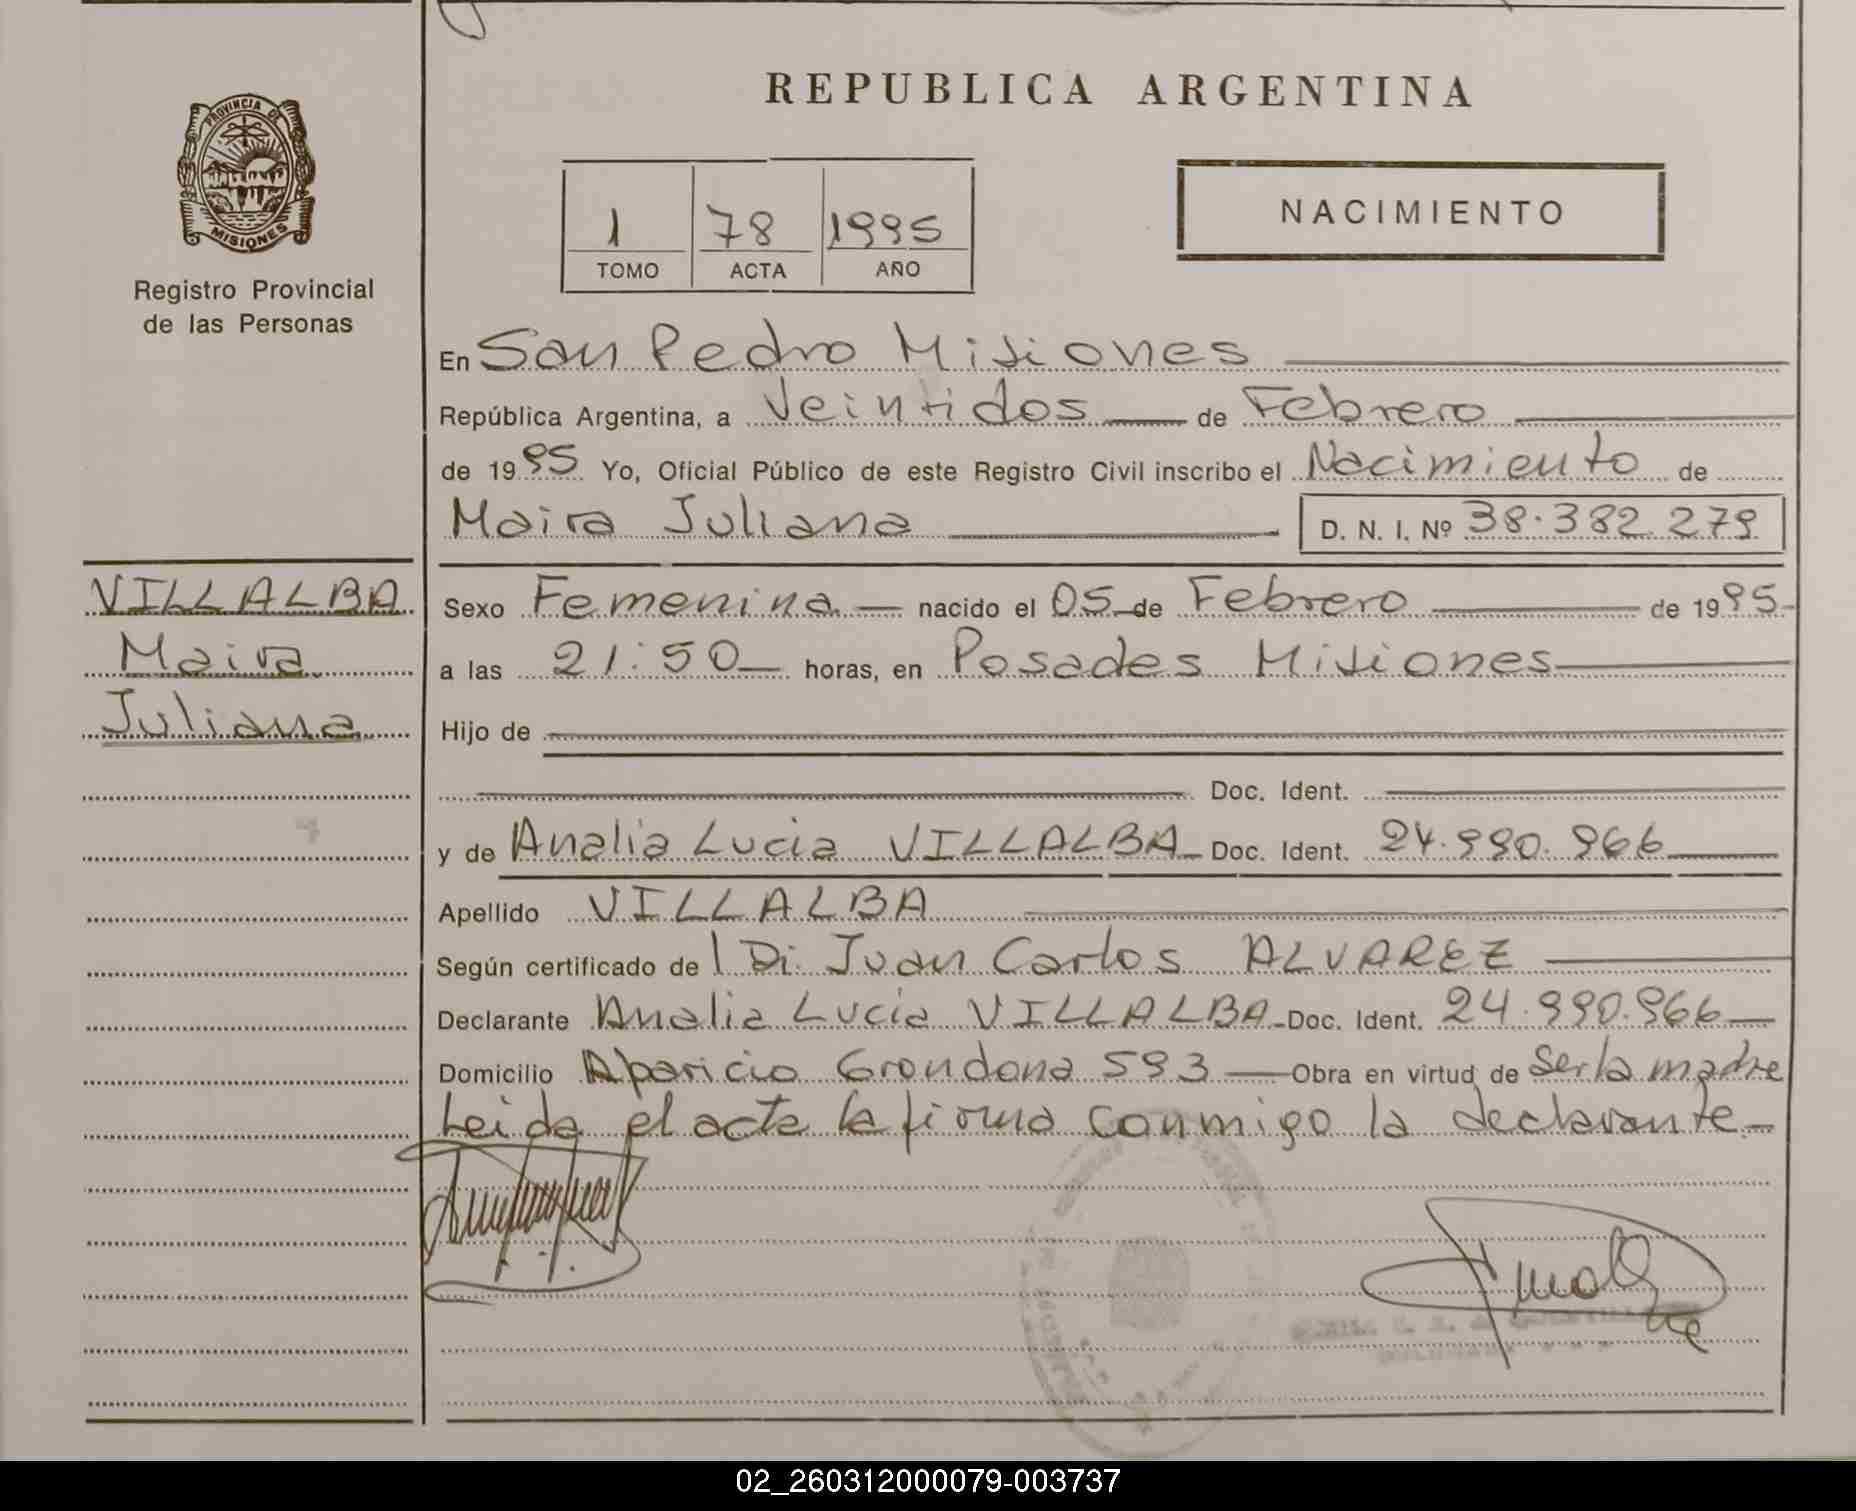 REPUBLICA ARGENTINA
PROVINCIA DE
MISIONES
Registro Provincial
de las Personas
1 78 1995
TOMO ACTA AÑO
NACIMIENTO
En San Pedro Misiones
República Argentina, a Veintidos de Febrero
de 1995 Yo, Oficial Público de este Registro Civil inscribo el Nacimiento de
Maira Juliana D. N. I. Nº 38.382.279
VILLALBA
Maira
Juliana
Sexo Femenina nacido el 05 de Febrero de 1995
a las 21:50 horas, en Posades Misiones
Hijo de
Doc. Ident.
y de Analia Lucia VILLALBA Doc. Ident. 24.990.966
Apellido VILLALBA
Según certificado de Di. Juan Carlos ALVAREZ
Declarante Analia Lucia VILLALBA Doc. Ident. 24.990.966
Domicilio Aparicio Grondona 593 Obra en virtud de ser la madre
Leida el acta la firma conmigo la declarante
02_260312000079-003737